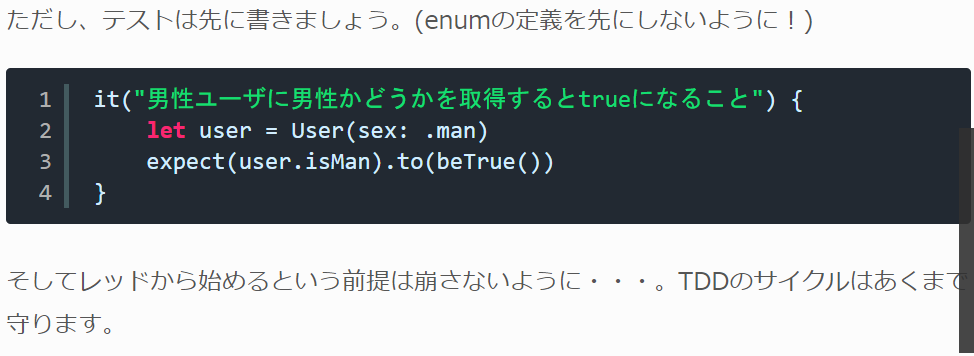 ただし、テストは先に書きましょう。(enumの定義を先にしないように！)
1 it("男性ユーザに男性かどうかを取得するとtrueになること") {
2     let user = User(sex: .man)
3     expect(user.isMan).to(beTrue())
4 }
そしてレッドから始めるという前提は崩さないように・・・。TDDのサイクルはあくまで
守ります。